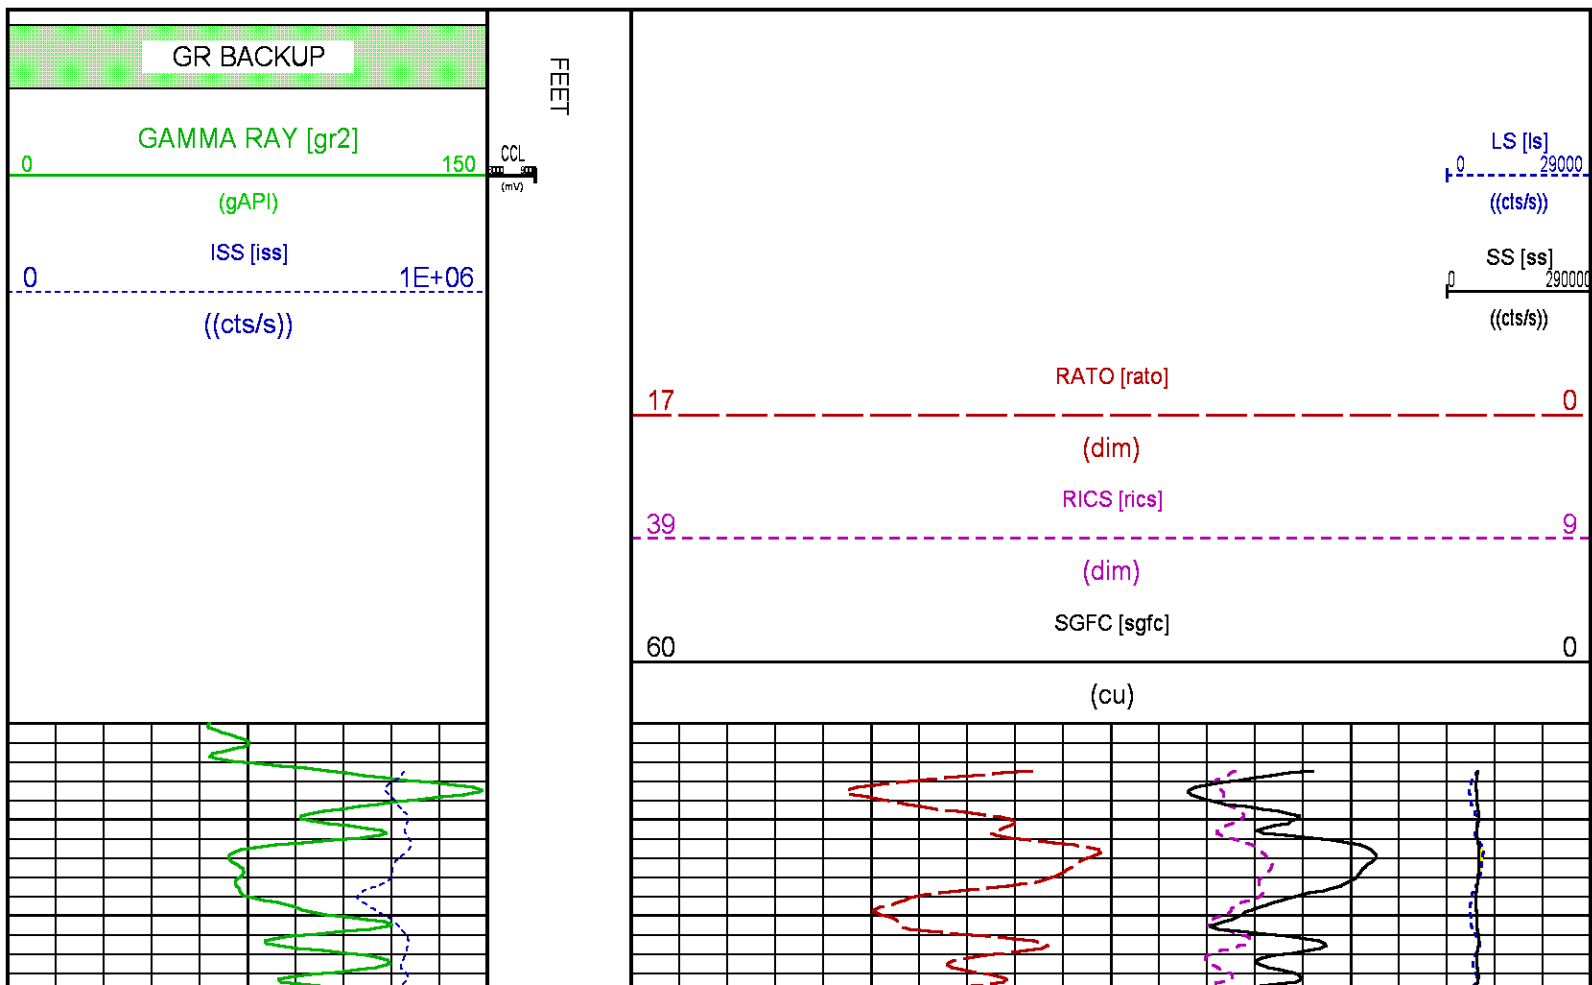 GR BACKUP
FEET
GAMMA RAY [gr2]
0 150
(gAPI)
CCL
(mV)
ISS [iss]
0 1E+06
((cts/s))
LS [ls]
0 29000
((cts/s))
SS [ss]
0 290000
((cts/s))
RATO [rato]
17 0
(dim)
RICS [rics]
39 9
(dim)
SGFC [sgfc]
60 0
(cu)